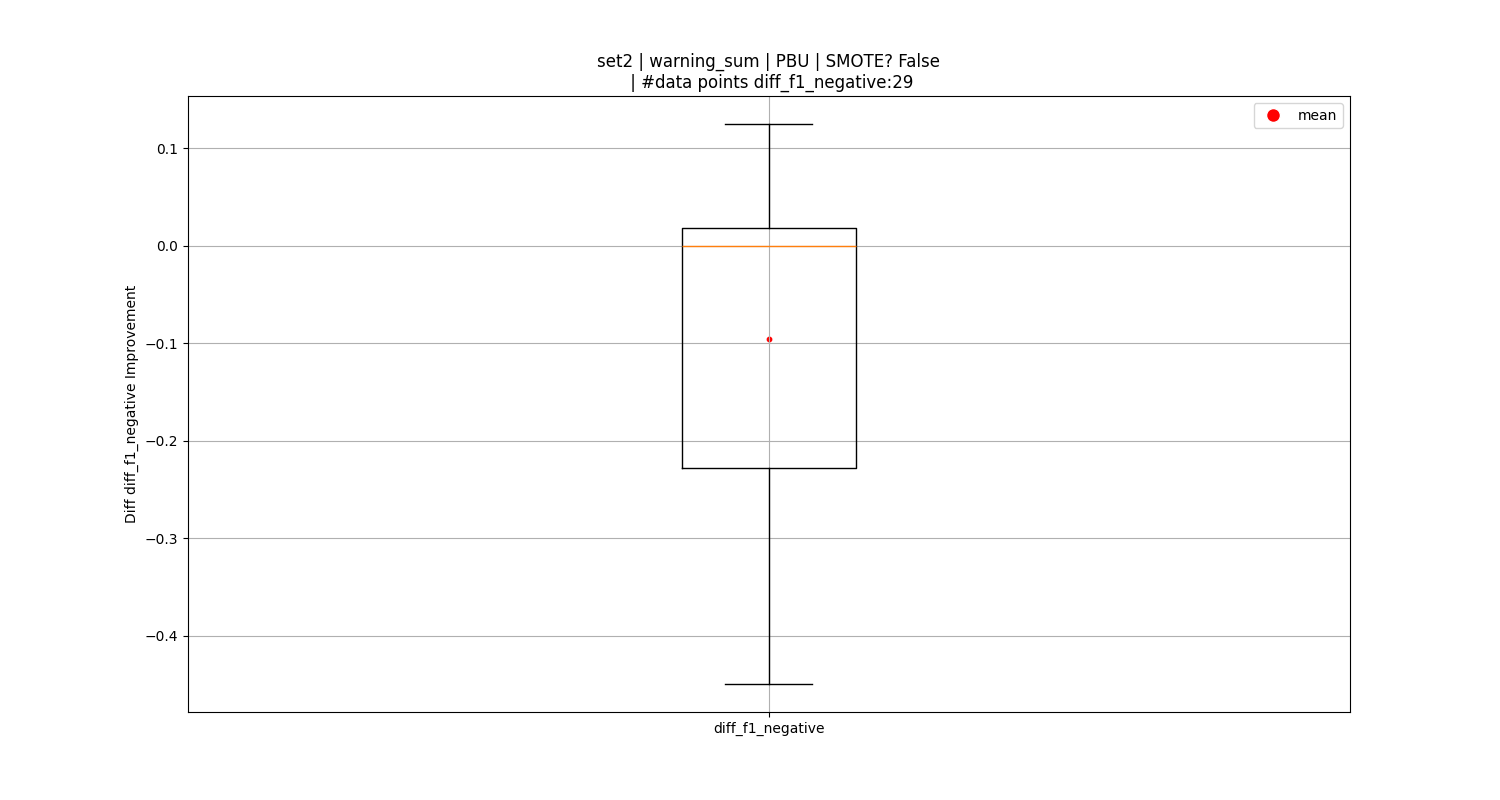 set2 | warning_sum | PBU | SMOTE? False
| #data points diff_f1_negative:29
mean
0.1
0.0
−0.1
−0.2
−0.3
−0.4
Diff diff_f1_negative Improvement
diff_f1_negative